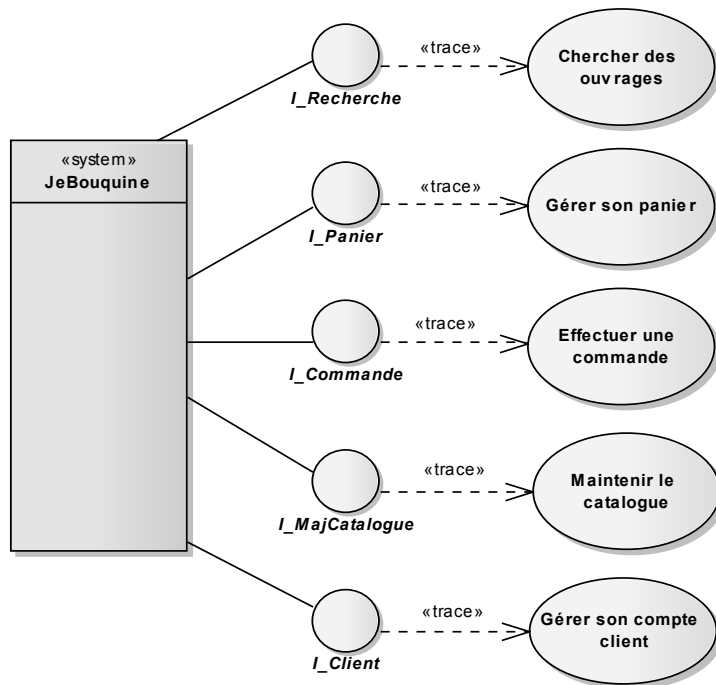 «trace»
Chercher des
ouvrages
I_Recherche
«system»
JeBouquine
«trace»
Gérer son panier
I_Panier
«trace»
Effectuer une
commande
I_Commande
«trace»
Maintenir le
catalogue
I_MajCatalogue
«trace»
Gérer son compte
client
I_Client